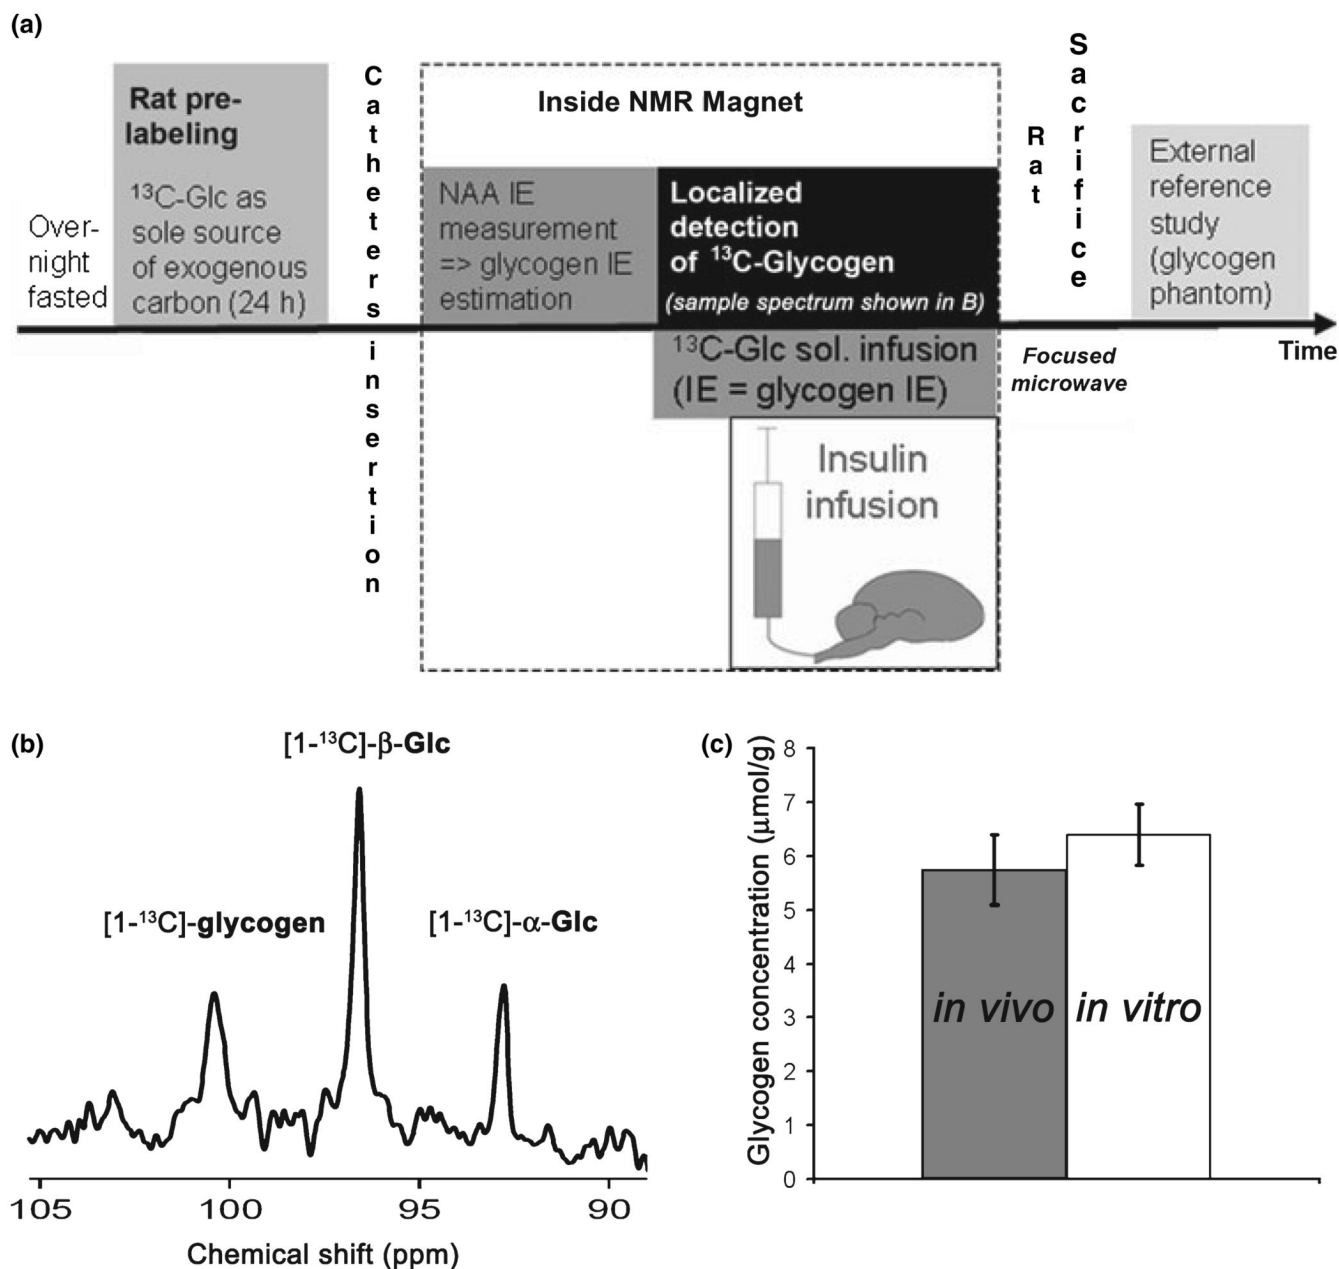 (a)
Over-
night
fasted
Rat pre-
labeling
¹³C-Glc as
sole source
of exogenous
carbon (24 h)
Catheters insertion
Inside NMR Magnet
NAA IE
measurement
=> glycogen IE
estimation
Localized
detection
of ¹³C-Glycogen
(sample spectrum shown in B)
¹³C-Glc sol. infusion
(IE = glycogen IE)
Insulin
infusion
Rat
Sacrifice
Focused
microwave
External
reference
study
(glycogen
phantom)
Time
(b)
[1-¹³C]-β-Glc
[1-¹³C]-glycogen
[1-¹³C]-α-Glc
105 100 95 90
Chemical shift (ppm)
(c)
Glycogen concentration (μmol/g)
8
7
6
5
4
3
2
1
0
in vivo
in vitro